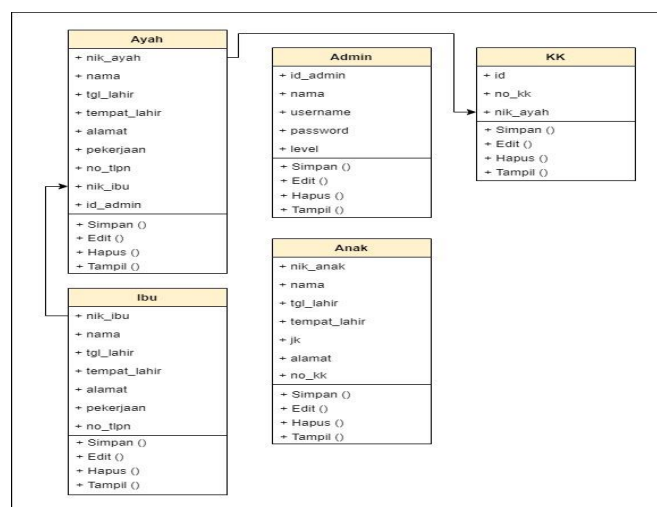 Ayah
+ nik_ayah
+ nama
+ tgl_lahir
+ tempat_lahir
+ alamat
+ pekerjaan
+ no_tlpn
+ nik_ibu
+ id_admin
+ Simpan ()
+ Edit ()
+ Hapus ()
+ Tampil ()
Admin
+ id_admin
+ nama
+ username
+ password
+ level
+ Simpan ()
+ Edit ()
+ Hapus ()
+ Tampil ()
KK
+ id
+ no_kk
+ nik_ayah
+ Simpan ()
+ Edit ()
+ Hapus ()
+ Tampil ()
Ibu
+ nik_ibu
+ nama
+ tgl_lahir
+ tempat_lahir
+ alamat
+ pekerjaan
+ no_tlpn
+ Simpan ()
+ Edit ()
+ Hapus ()
+ Tampil ()
Anak
+ nik_anak
+ nama
+ tgl_lahir
+ tempat_lahir
+ jk
+ alamat
+ no_kk
+ Simpan ()
+ Edit ()
+ Hapus ()
+ Tampil ()